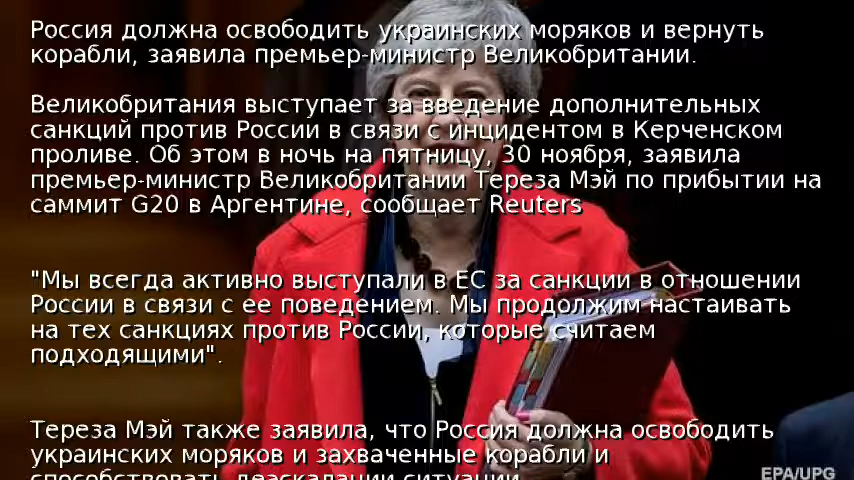 Россия должна освободить украинских моряков и вернуть
корабли, заявила премьер-министр Великобритании.
Великобритания выступает за введение дополнительных
санкций против России в связи с инцидентом в Керченском
проливе. Об этом в ночь на пятницу, 30 ноября, заявила
премьер-министр Великобритании Тереза Мэй по прибытии на
саммит G20 в Аргентине, сообщает Reuters
"Мы всегда активно выступали в ЕС за санкции в отношении
России в связи с ее поведением. Мы продолжим настаивать
на тех санкциях против России, которые считаем
подходящими".
Тереза Мэй также заявила, что Россия должна освободить
украинских моряков и захваченные корабли и
способствовать деэскалации ситуации
EPA/UPG